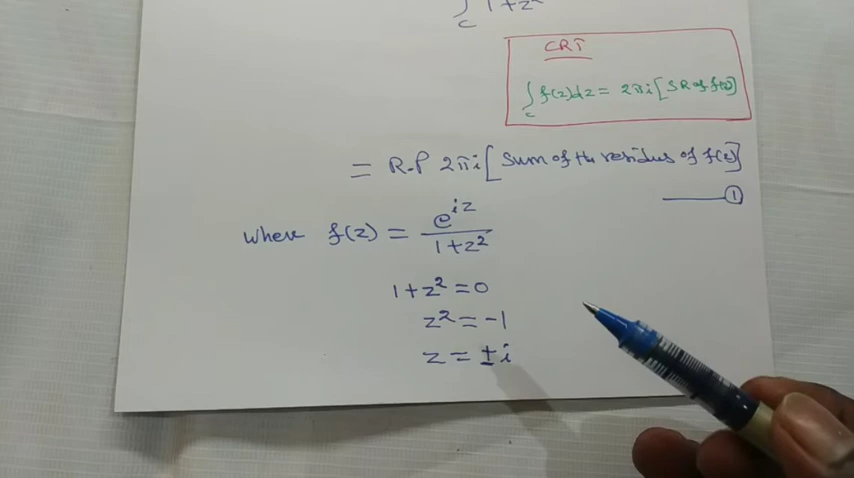 ∫ 1+z²
C
CRT
∫ f(z)dz = 2πi [SR of f(z)]
C
= R.P 2πi [Sum of the residus of f(z)]
①
where f(z) = e^{iz} / 1+z²
1+z² = 0
z² = -1
z = ±i